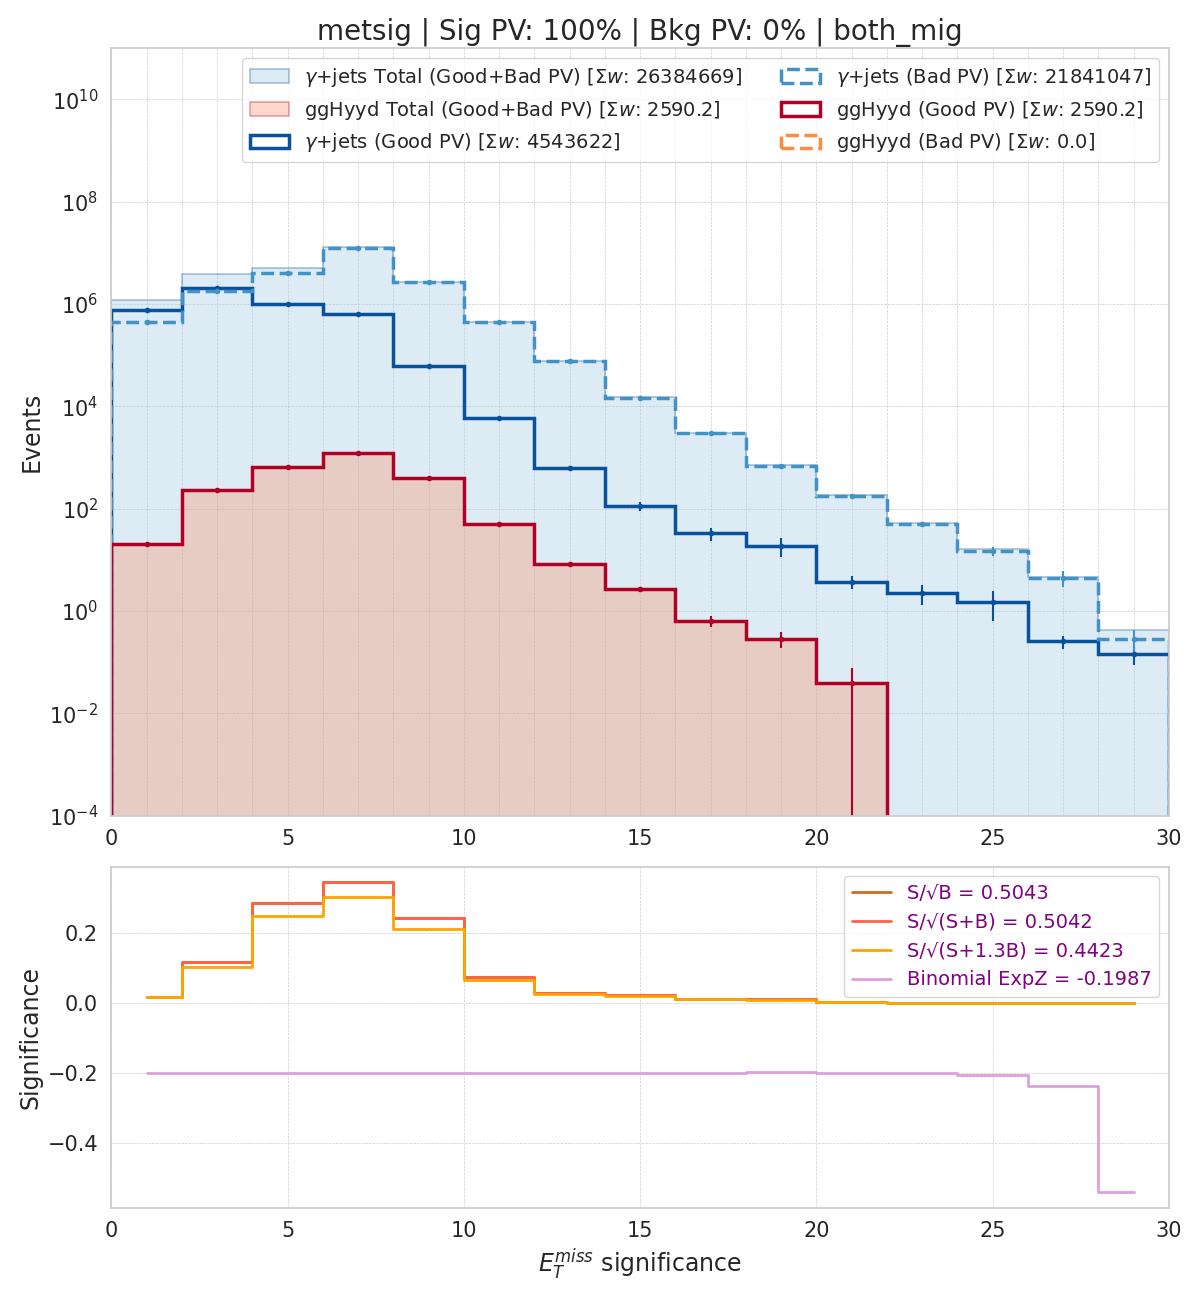 metsig | Sig PV: 100% | Bkg PV: 0% | both_mig
γ+jets Total (Good+Bad PV) [Σw: 26384669]
ggHyyd Total (Good+Bad PV) [Σw: 2590.2]
γ+jets (Good PV) [Σw: 4543622]
γ+jets (Bad PV) [Σw: 21841047]
ggHyyd (Good PV) [Σw: 2590.2]
ggHyyd (Bad PV) [Σw: 0.0]
Events
10^10
10^8
10^6
10^4
10^2
10^0
10^−2
10^−4
0 5 10 15 20 25 30
S/√B = 0.5043
S/√(S+B) = 0.5042
S/√(S+1.3B) = 0.4423
Binomial ExpZ = -0.1987
Significance
0.2
0.0
−0.2
−0.4
0 5 10 15 20 25 30
E_T^miss significance